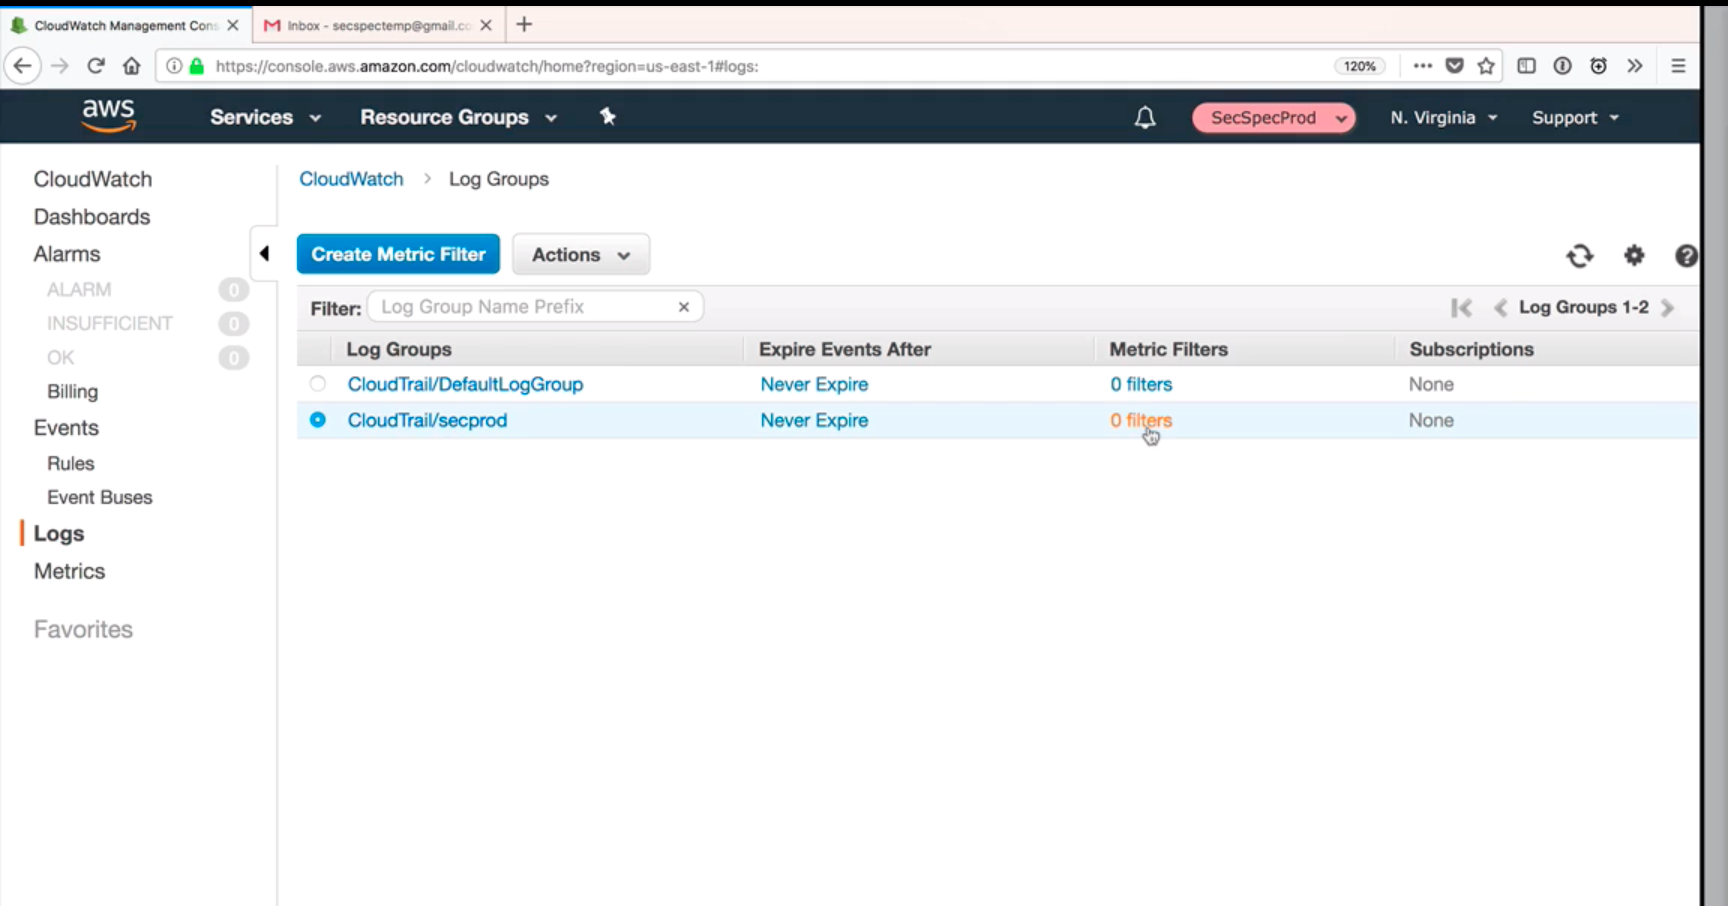 CloudWatch Management Cons
Inbox - secspectemp@gmail.co
https://console.aws.amazon.com/cloudwatch/home?region=us-east-1#logs:
120%
aws
Services
Resource Groups
SecSpecProd
N. Virginia
Support
CloudWatch
Dashboards
Alarms
ALARM 0
INSUFFICIENT 0
OK 0
Billing
Events
Rules
Event Buses
Logs
Metrics
Favorites
CloudWatch > Log Groups
Create Metric Filter
Actions
Filter: Log Group Name Prefix
Log Groups 1-2
Log Groups Expire Events After Metric Filters Subscriptions
CloudTrail/DefaultLogGroup Never Expire 0 filters None
CloudTrail/secprod Never Expire 0 filters None